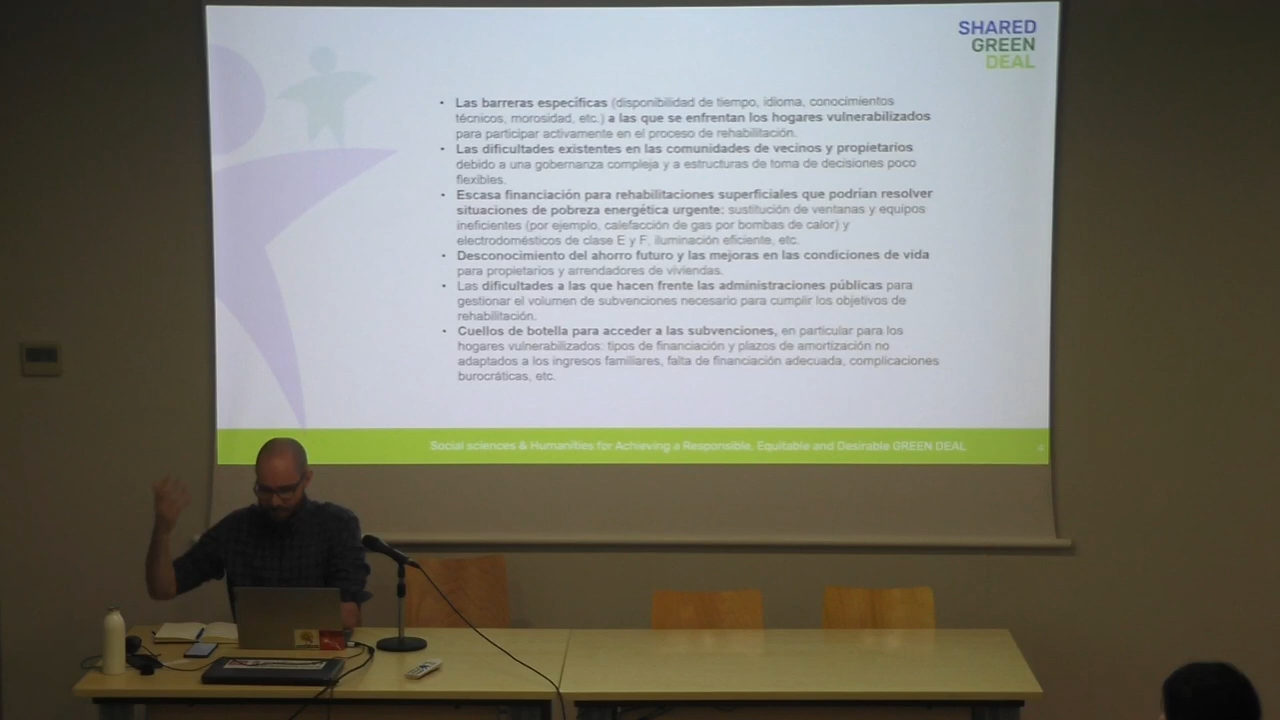 SHARED
GREEN
DEAL
• Las barreras específicas (disponibilidad de tiempo, idioma, conocimientos
técnicos, morosidad, etc.) a las que se enfrentan los hogares vulnerabilizados
para participar activamente en el proceso de rehabilitación.
• Las dificultades existentes en las comunidades de vecinos y propietarios
debido a una gobernanza compleja y a estructuras de toma de decisiones poco
flexibles.
• Escasa financiación para rehabilitaciones superficiales que podrían resolver
situaciones de pobreza energética urgente: sustitución de ventanas y equipos
ineficientes (por ejemplo, calefacción de gas por bombas de calor) y
electrodomésticos de clase E y F, iluminación eficiente, etc.
• Desconocimiento del ahorro futuro y las mejoras en las condiciones de vida
para propietarios y arrendadores de viviendas.
• Las dificultades a las que hacen frente las administraciones públicas para
gestionar el volumen de subvenciones necesario para cumplir los objetivos de
rehabilitación.
• Cuellos de botella para acceder a las subvenciones, en particular para los
hogares vulnerabilizados: tipos de financiación y plazos de amortización no
adaptados a los ingresos familiares, falta de financiación adecuada, complicaciones
burocráticas, etc.
Social sciences & Humanities for Achieving a Responsible, Equitable and Desirable GREEN DEAL